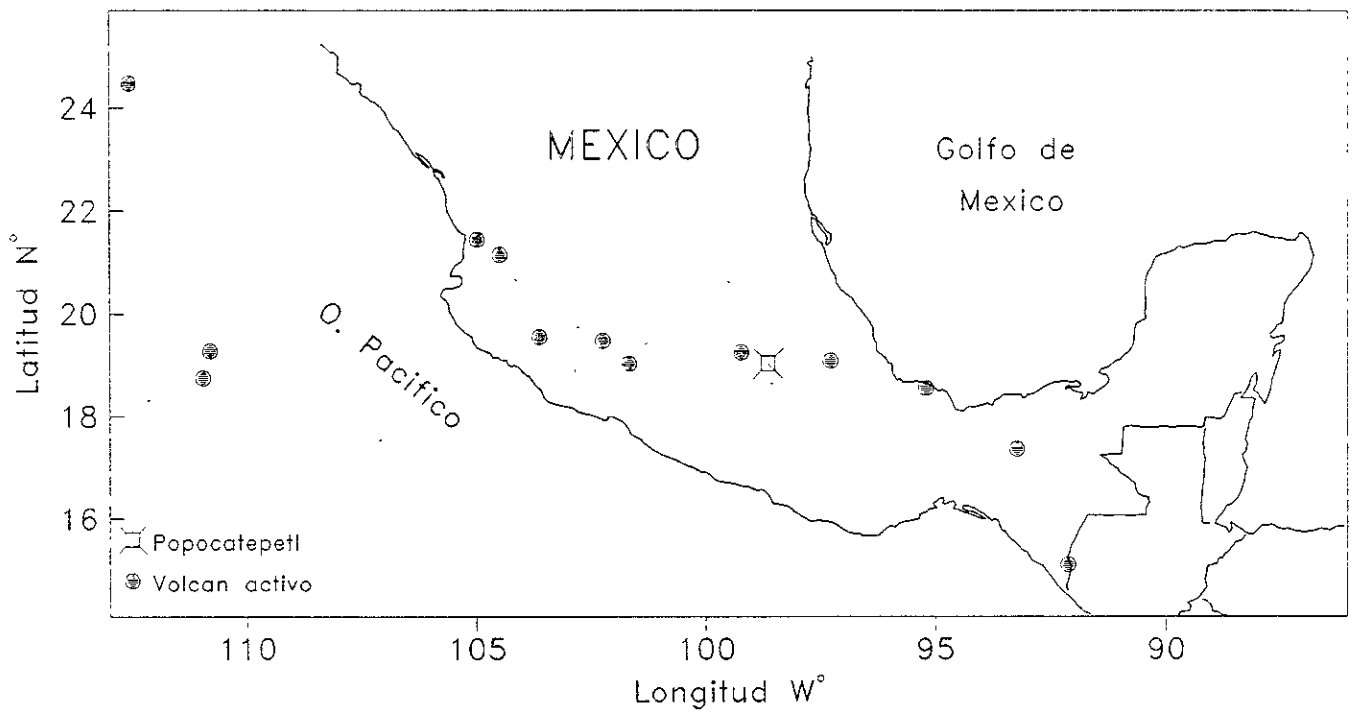 MEXICO
Golfo de
Mexico
O. Pacifico
Latitud N°
24
22
20
18
16
Popocatepetl
Volcan activo
110
105
100
95
90
Longitud W°